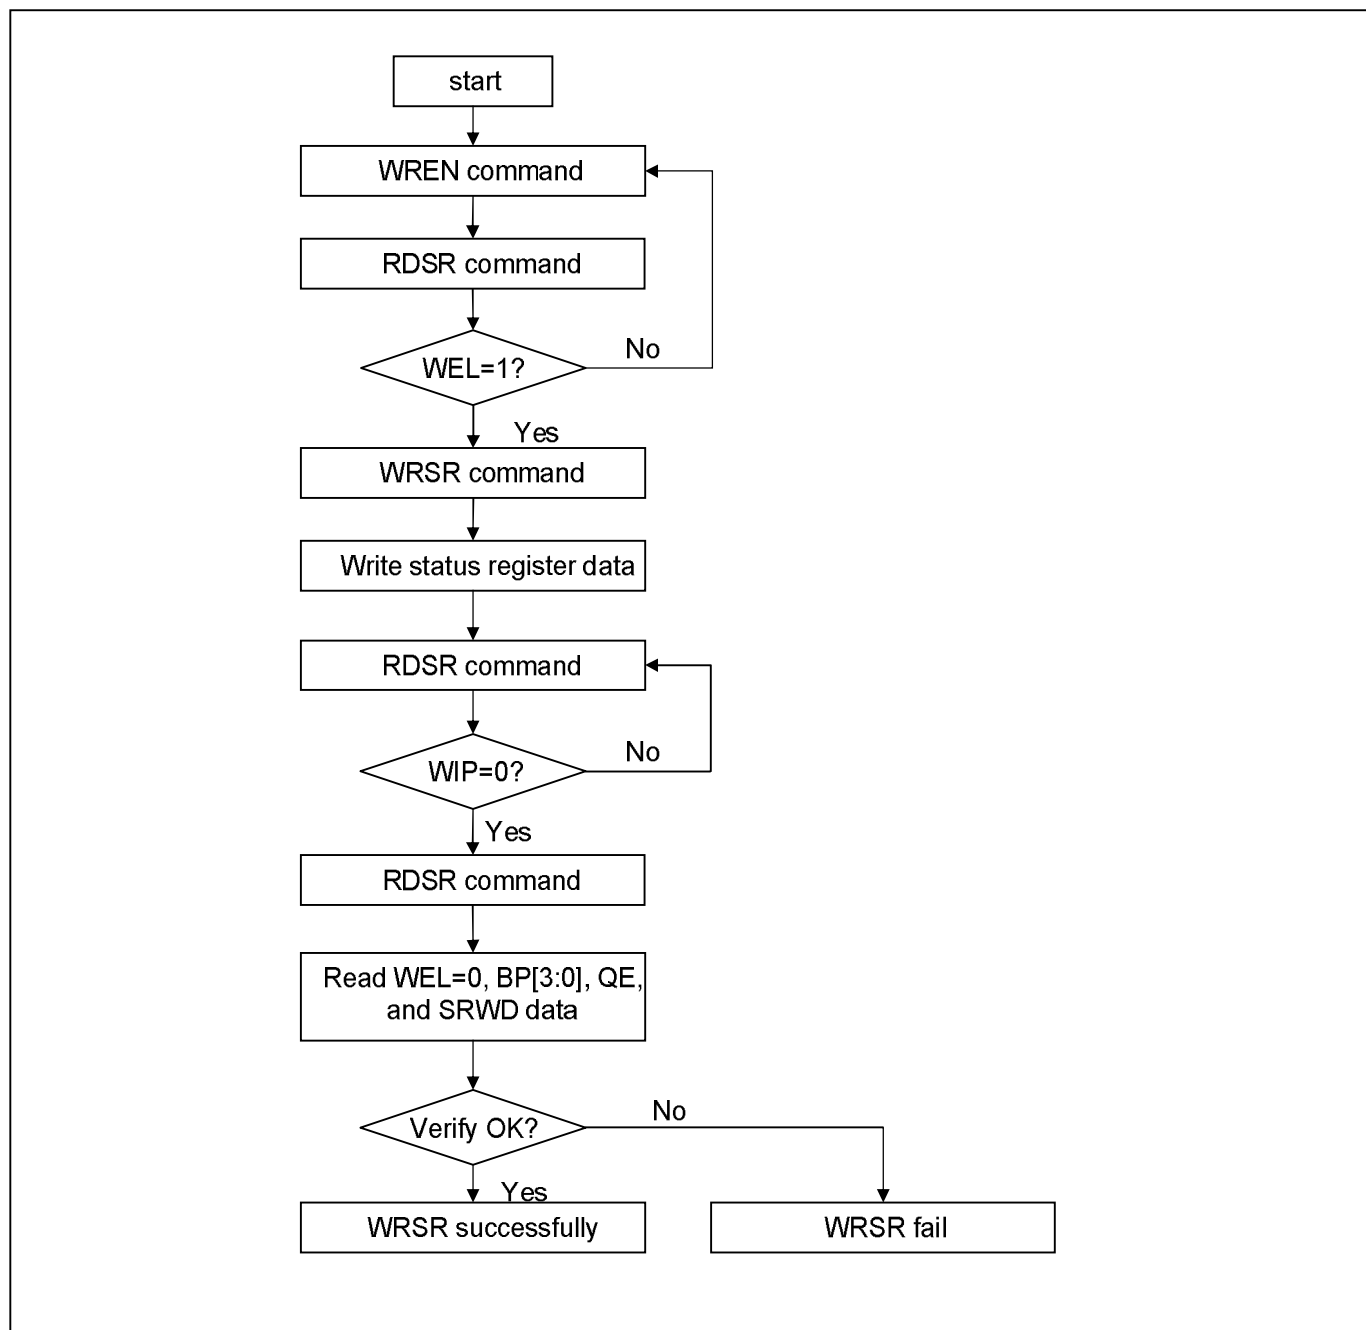 start
WREN command
RDSR command
WEL=1?
No
Yes
WRSR command
Write status register data
RDSR command
WIP=0?
No
Yes
RDSR command
Read WEL=0, BP[3:0], QE,
and SRWD data
Verify OK?
No
Yes
WRSR successfully
WRSR fail